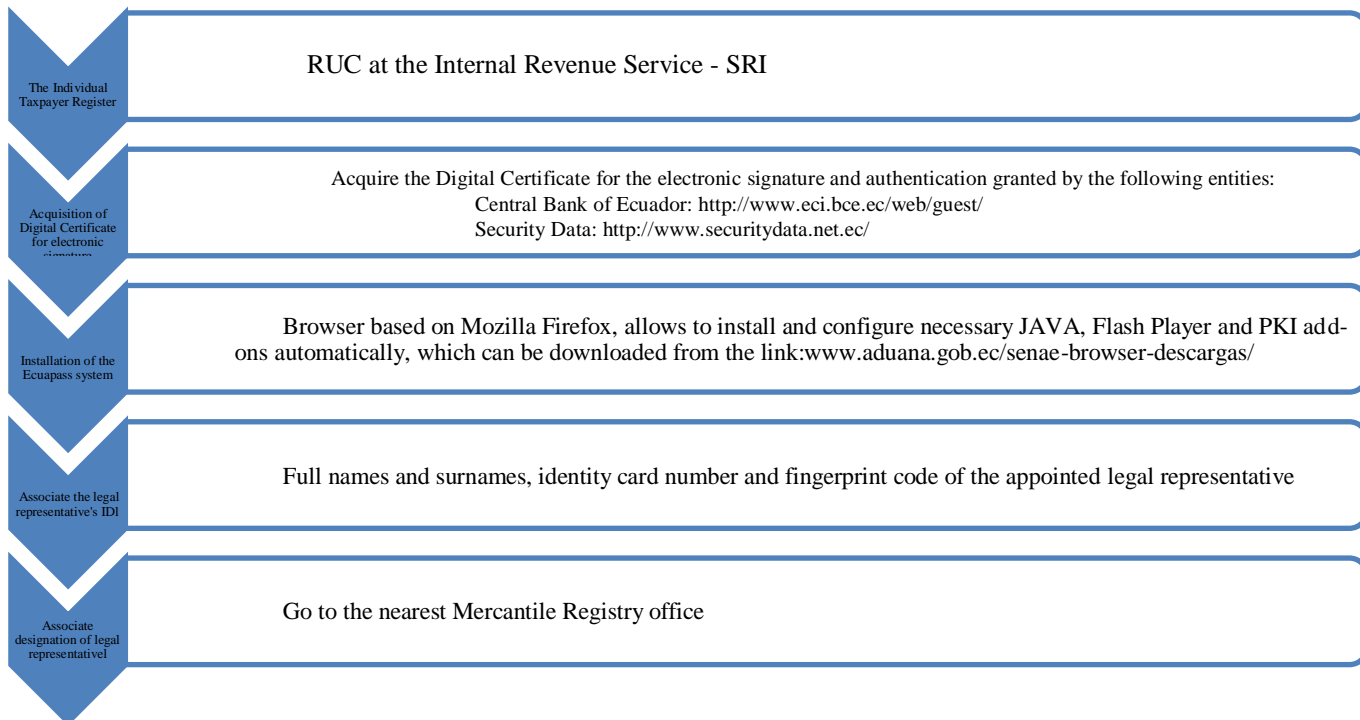 The Individual
Taxpayer Register
RUC at the Internal Revenue Service - SRI
Acquisition of
Digital Certificate
for electronic
signature
Acquire the Digital Certificate for the electronic signature and authentication granted by the following entities:
Central Bank of Ecuador: http://www.eci.bce.ec/web/guest/
Security Data: http://www.securitydata.net.ec/
Installation of the
Ecuapass system
Browser based on Mozilla Firefox, allows to install and configure necessary JAVA, Flash Player and PKI add-
ons automatically, which can be downloaded from the link:www.aduana.gob.ec/senae-browser-descargas/
Associate the legal
representative's IDl
Full names and surnames, identity card number and fingerprint code of the appointed legal representative
Associate
designation of legal
representativel
Go to the nearest Mercantile Registry office